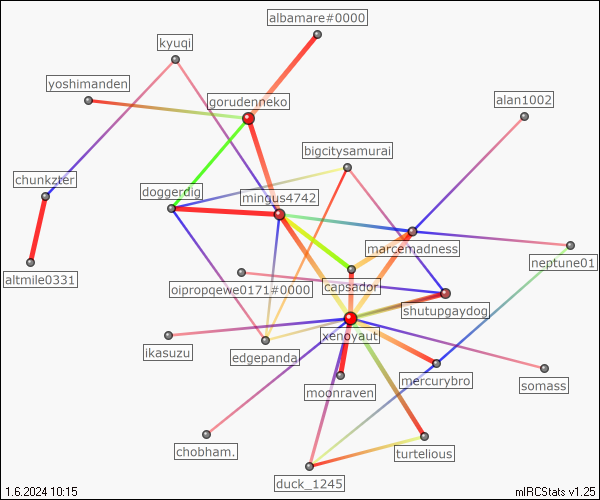 albamare#0000
kyuqi
yoshimanden
gorudenneko
alan1002
bigcitysamurai
chunkzter
doggerdig
mingus4742
marcemadness
neptune01
altmile0331
oipropqewe0171#0000
capsador
shutupgaydog
xenoyaut
ikasuzu
edgepanda
moonraven
mercurybro
somass
chobham.
turtelious
duck_1245
1.6.2024 10:15
mIRCStats v1.25